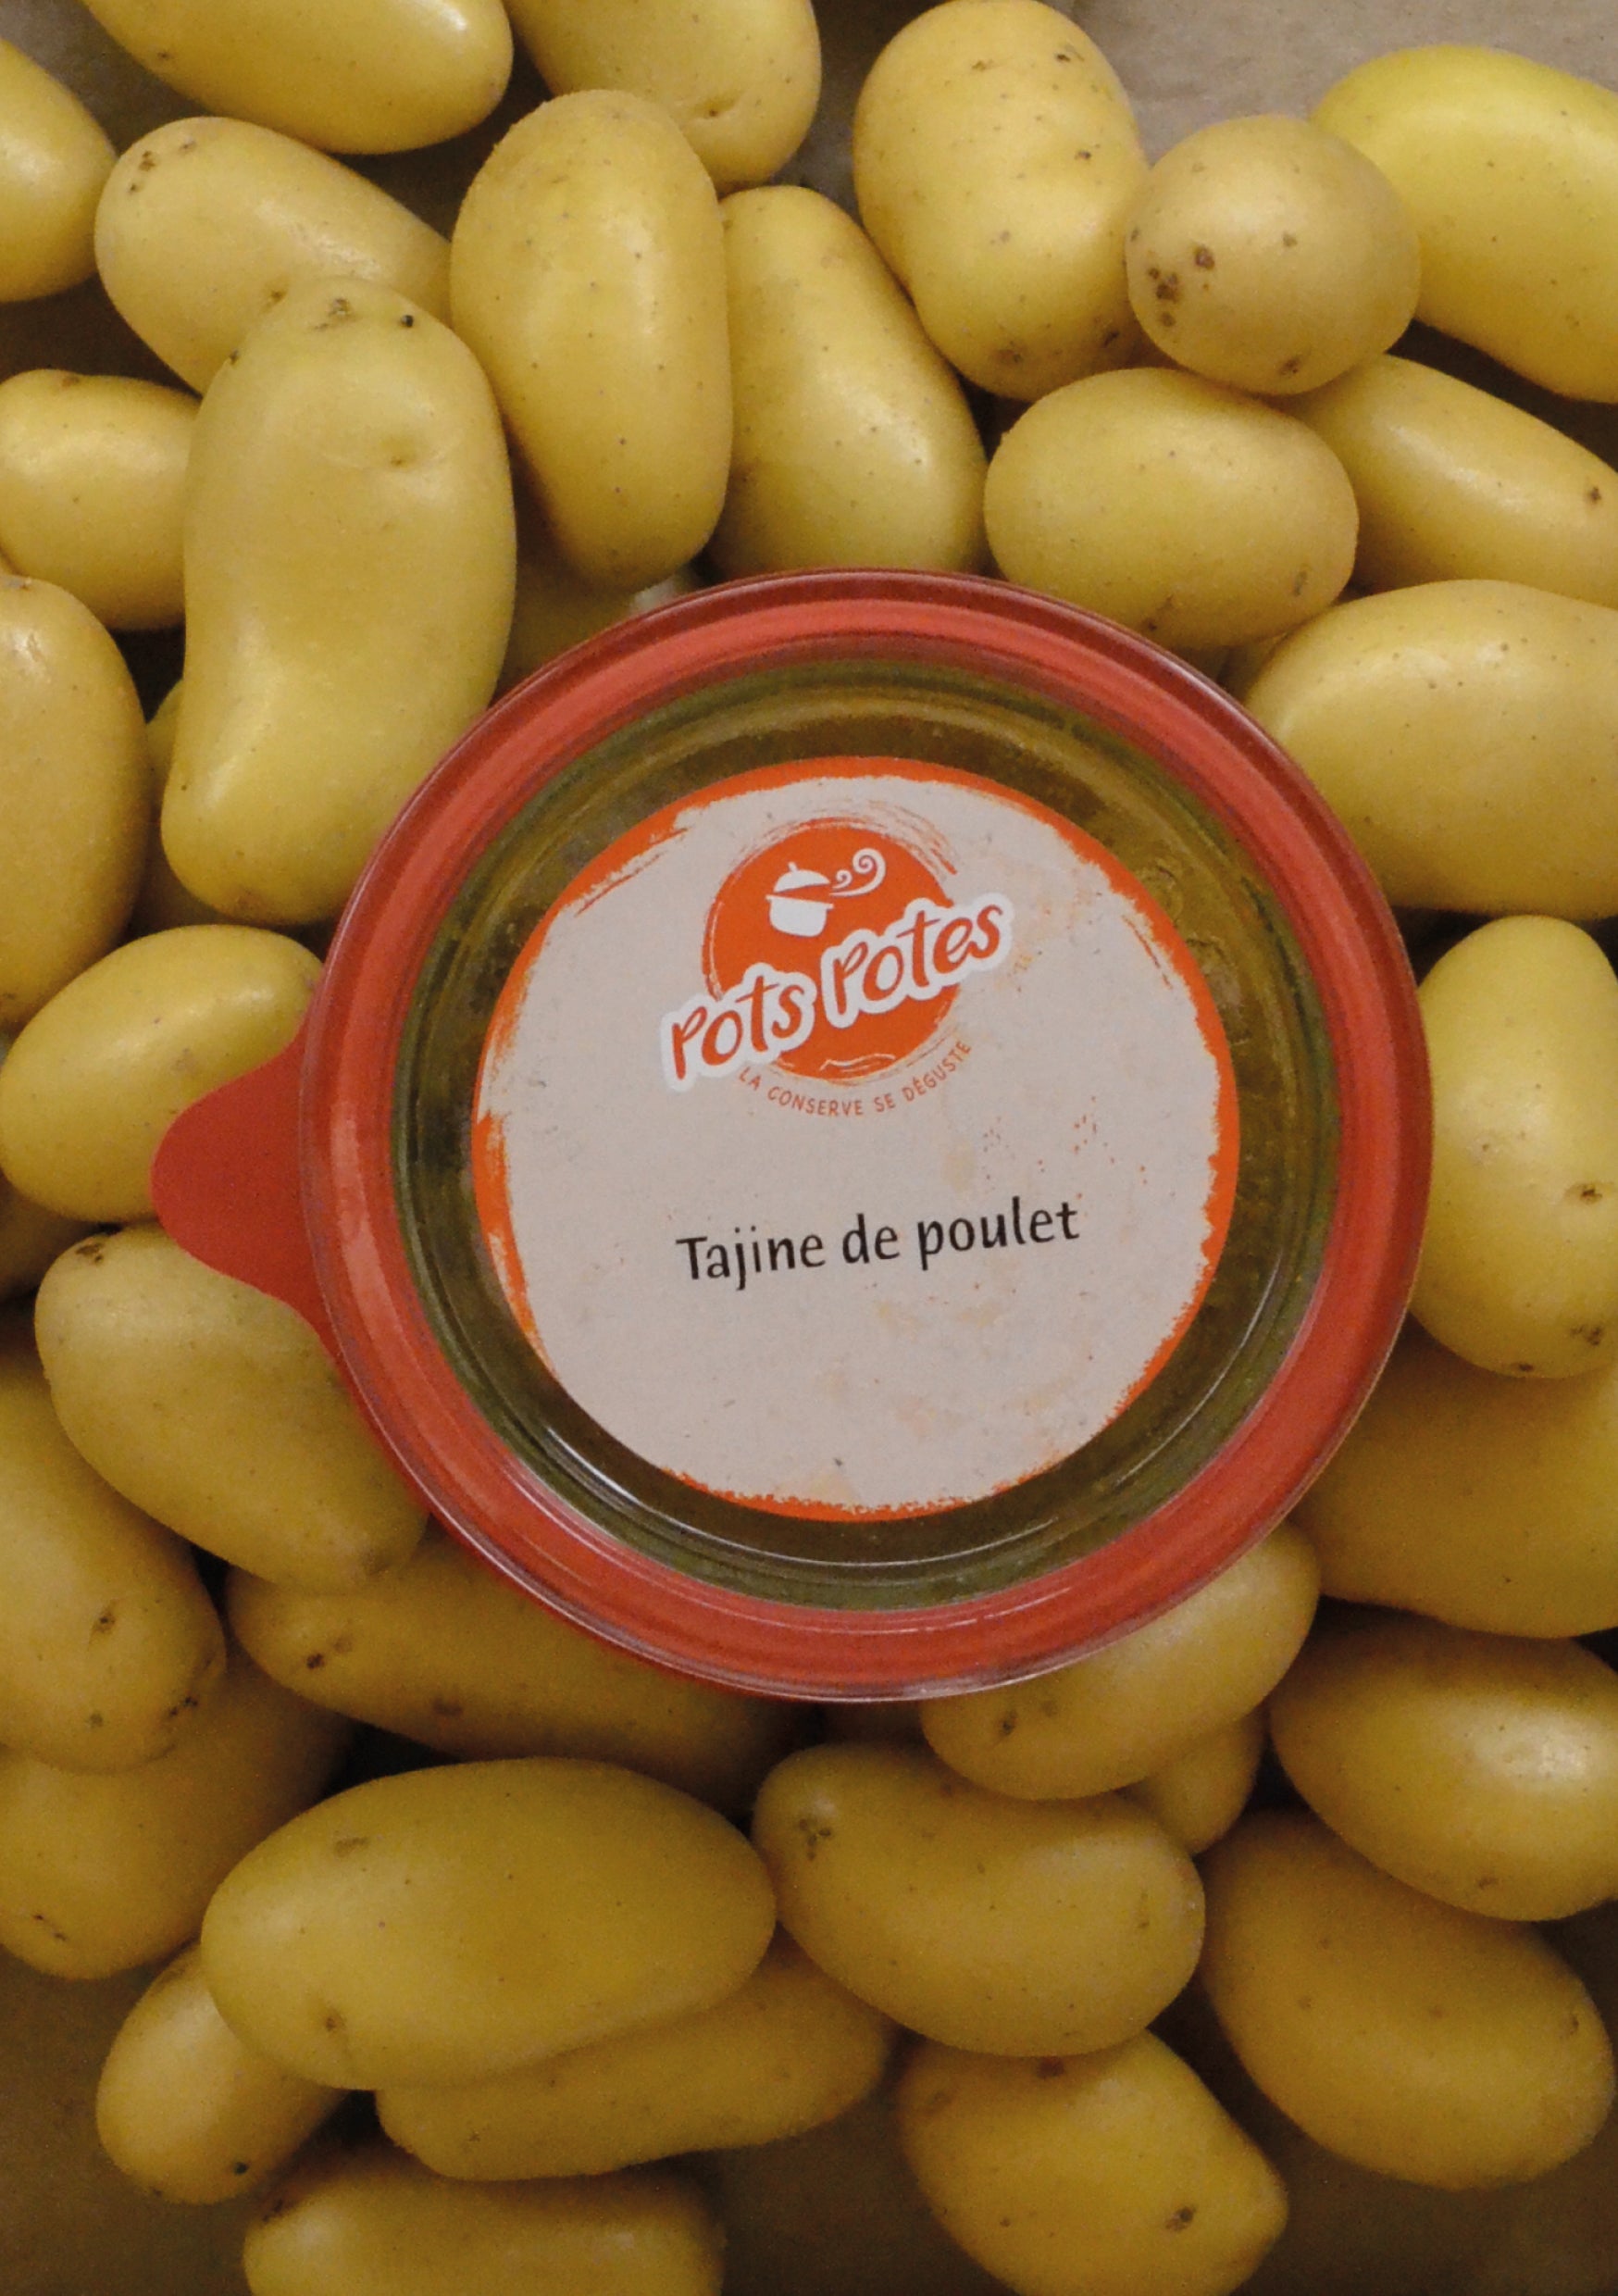 Pots Potes
LA CONSERVE SE DÉGUSTE
Tajine de poulet